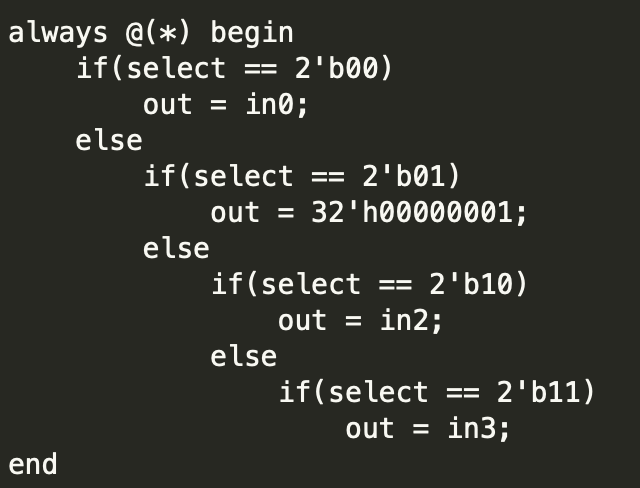 always @(*) begin
    if(select == 2'b00)
        out = in0;
    else
        if(select == 2'b01)
            out = 32'h00000001;
        else
            if(select == 2'b10)
                out = in2;
            else
                if(select == 2'b11)
                    out = in3;
end